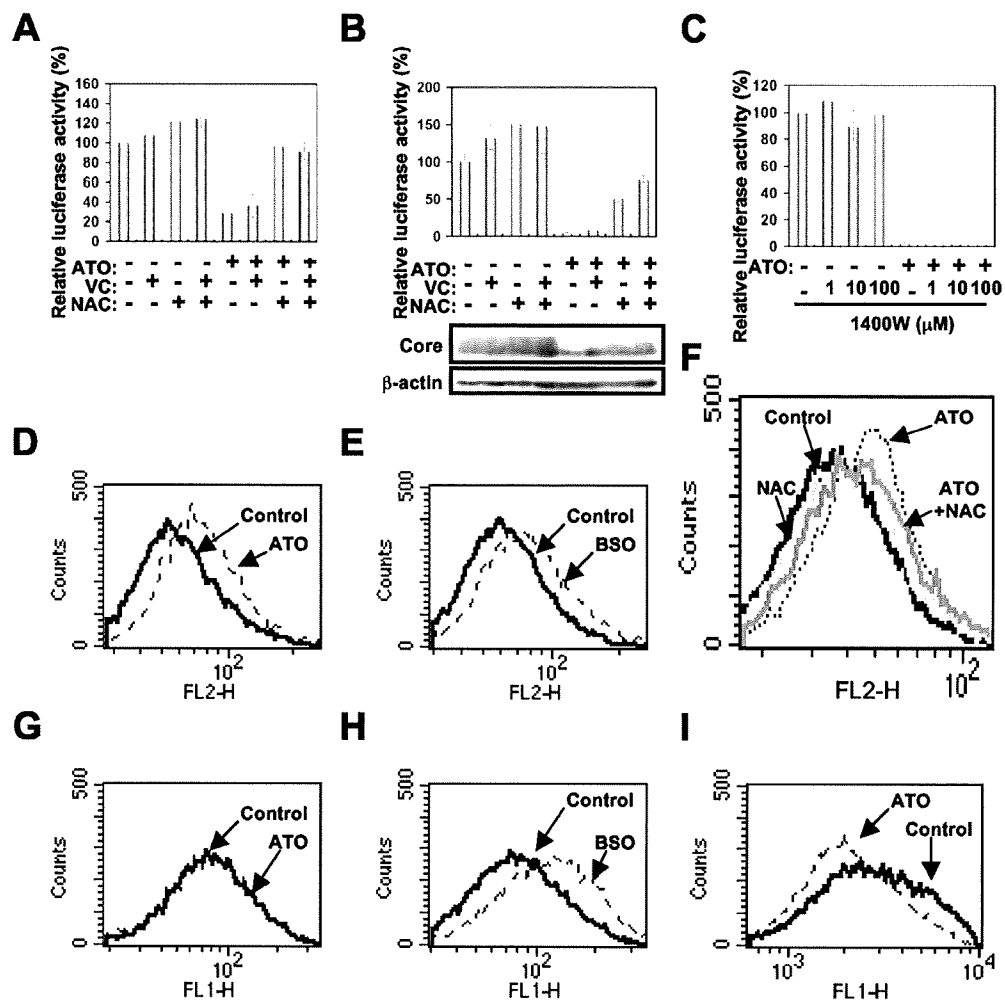 A
Relative luciferase activity (%)
160
140
120
100
80
60
40
20
0
ATO: - - - - + + + +
VC: - + - + - + - +
NAC: - - + + - - + +
B
Relative luciferase activity (%)
200
150
100
50
0
ATO: - - - - + + + +
VC: - + - + - + - +
NAC: - - + + - - + +
Core
β-actin
C
Relative luciferase activity (%)
120
100
80
60
40
20
0
ATO: - - - - + + + +
- 1 10 100 - 1 10 100
1400W (μM)
D
500
Counts
0
Control
ATO
10²
FL2-H
E
500
Counts
0
Control
BSO
10²
FL2-H
F
500
Counts
0
Control
ATO
NAC
ATO
+NAC
FL2-H
10²
G
500
Counts
0
Control
ATO
10²
FL1-H
H
500
Counts
0
Control
BSO
10²
FL1-H
I
500
Counts
0
ATO
Control
10³
10⁴
FL1-H